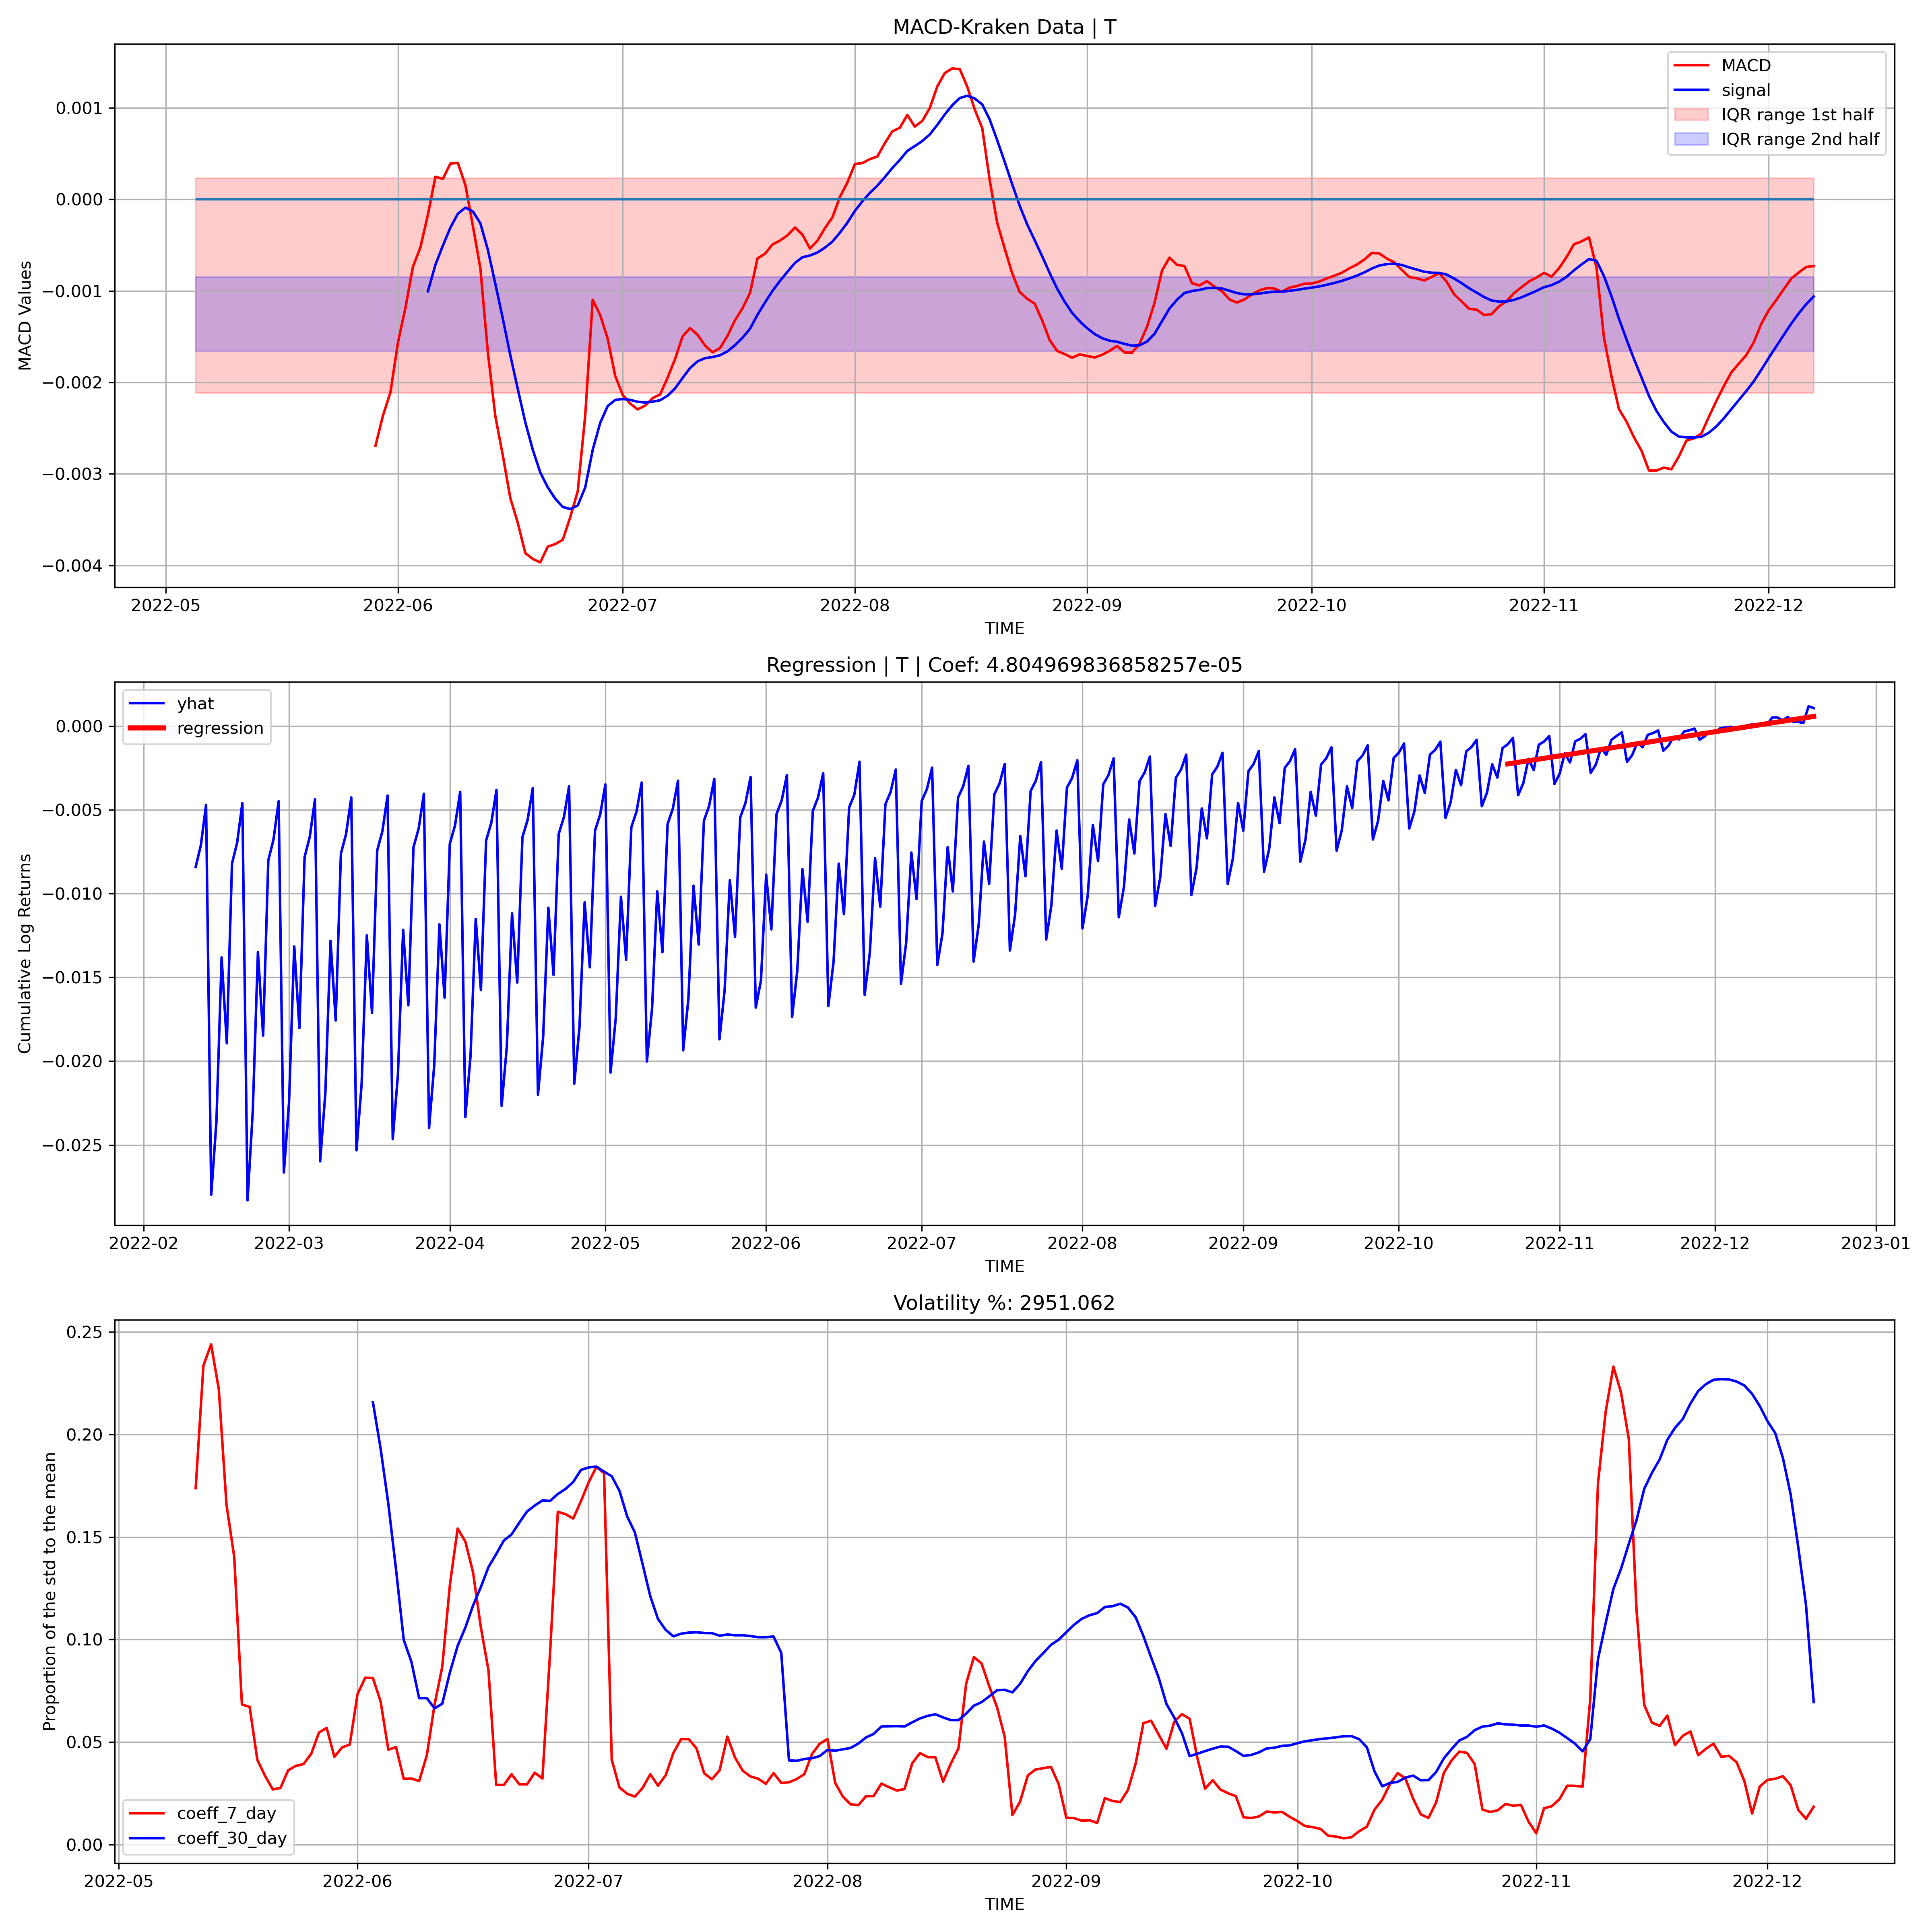 MACD-Kraken Data | T
MACD Values
0.001
0.000
−0.001
−0.002
−0.003
−0.004
MACD
signal
IQR range 1st half
IQR range 2nd half
2022-05
2022-06
2022-07
2022-08
2022-09
2022-10
2022-11
2022-12
TIME
Regression | T | Coef: 4.804969836858257e-05
Cumulative Log Returns
yhat
regression
0.000
−0.005
−0.010
−0.015
−0.020
−0.025
2022-02
2022-03
2022-04
2022-05
2022-06
2022-07
2022-08
2022-09
2022-10
2022-11
2022-12
2023-01
TIME
Volatility %: 2951.062
Proportion of the std to the mean
0.25
0.20
0.15
0.10
0.05
0.00
coeff_7_day
coeff_30_day
2022-05
2022-06
2022-07
2022-08
2022-09
2022-10
2022-11
2022-12
TIME